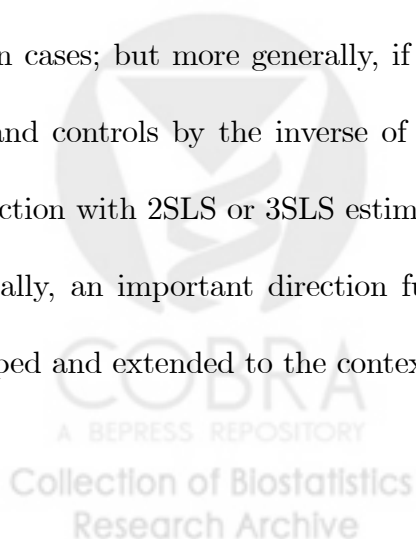 n cases; but more generally, if
and controls by the inverse of
ction with 2SLS or 3SLS estim
ally, an important direction fu
ped and extended to the contex
COBRA
A BEPRESS REPOSITORY
Collection of Biostatistics
Research Archive